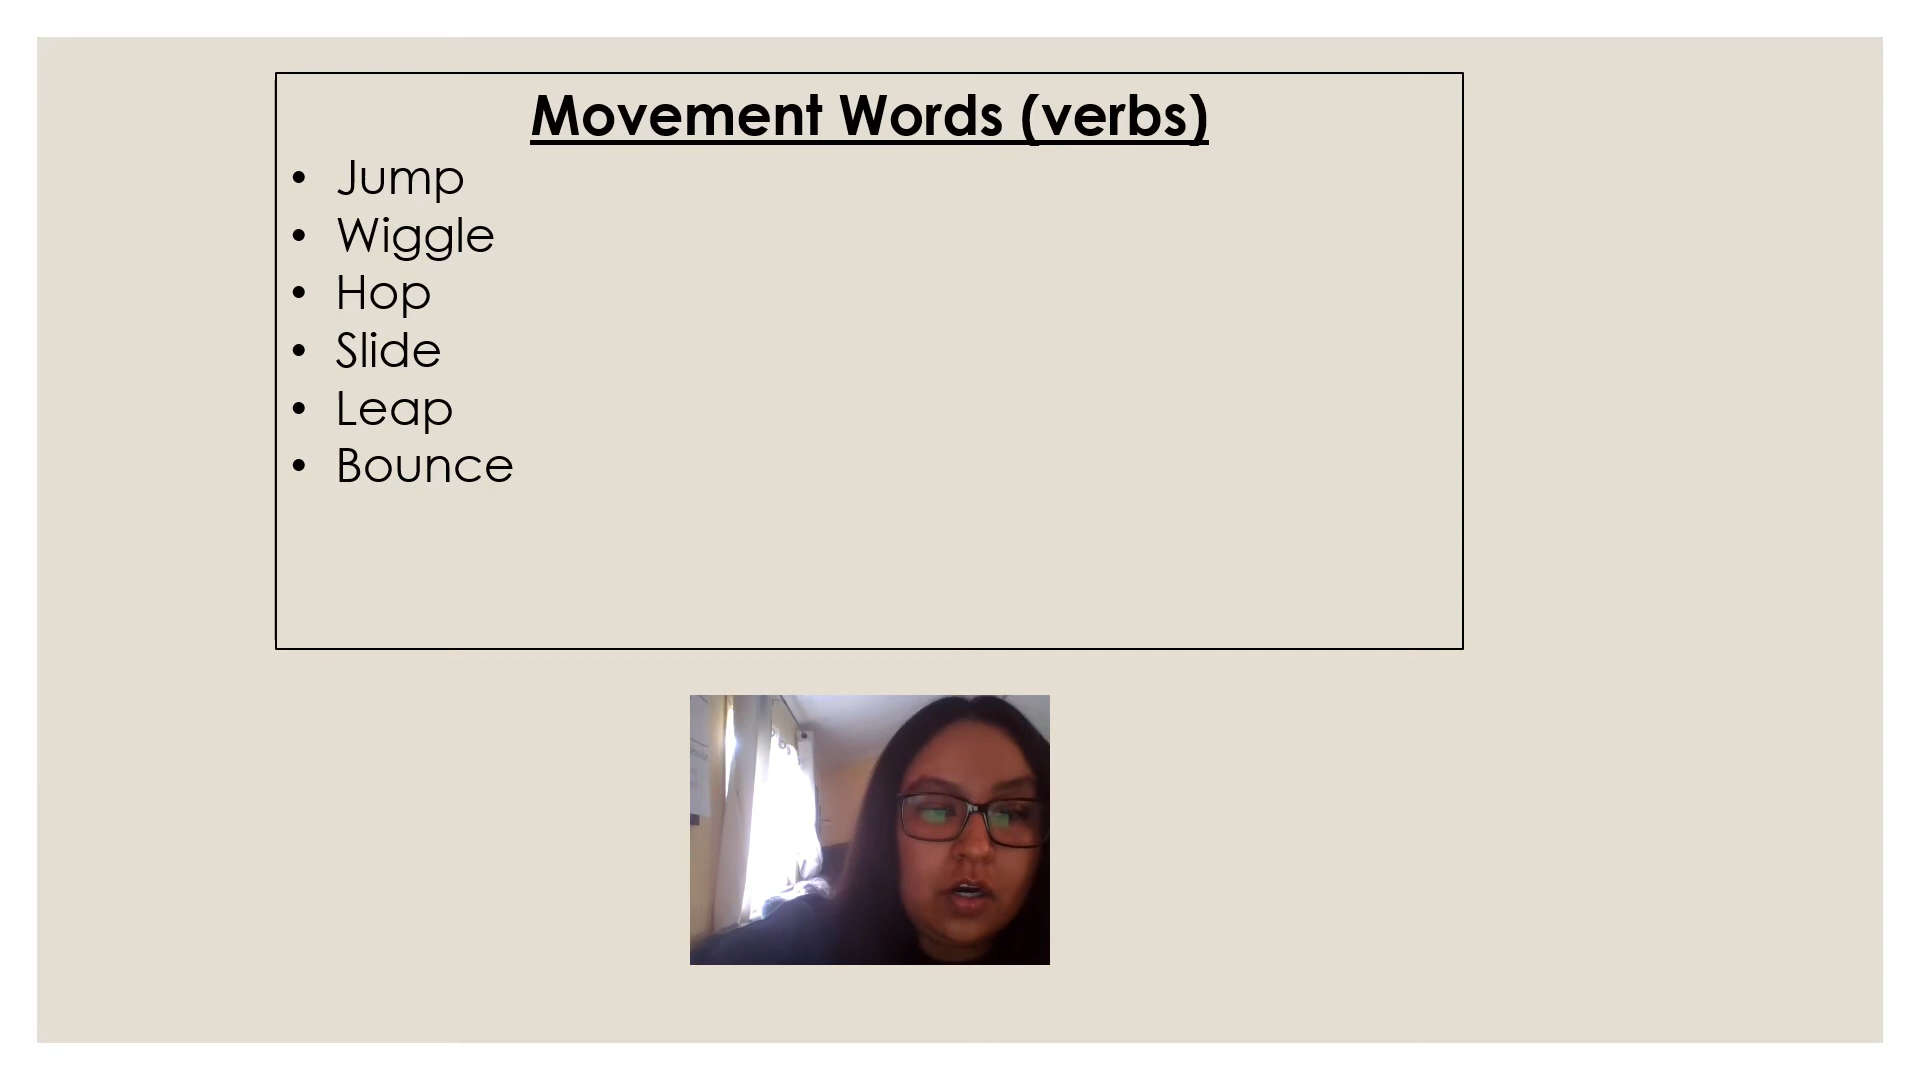 Movement Words (verbs)
• Jump
• Wiggle
• Hop
• Slide
• Leap
• Bounce